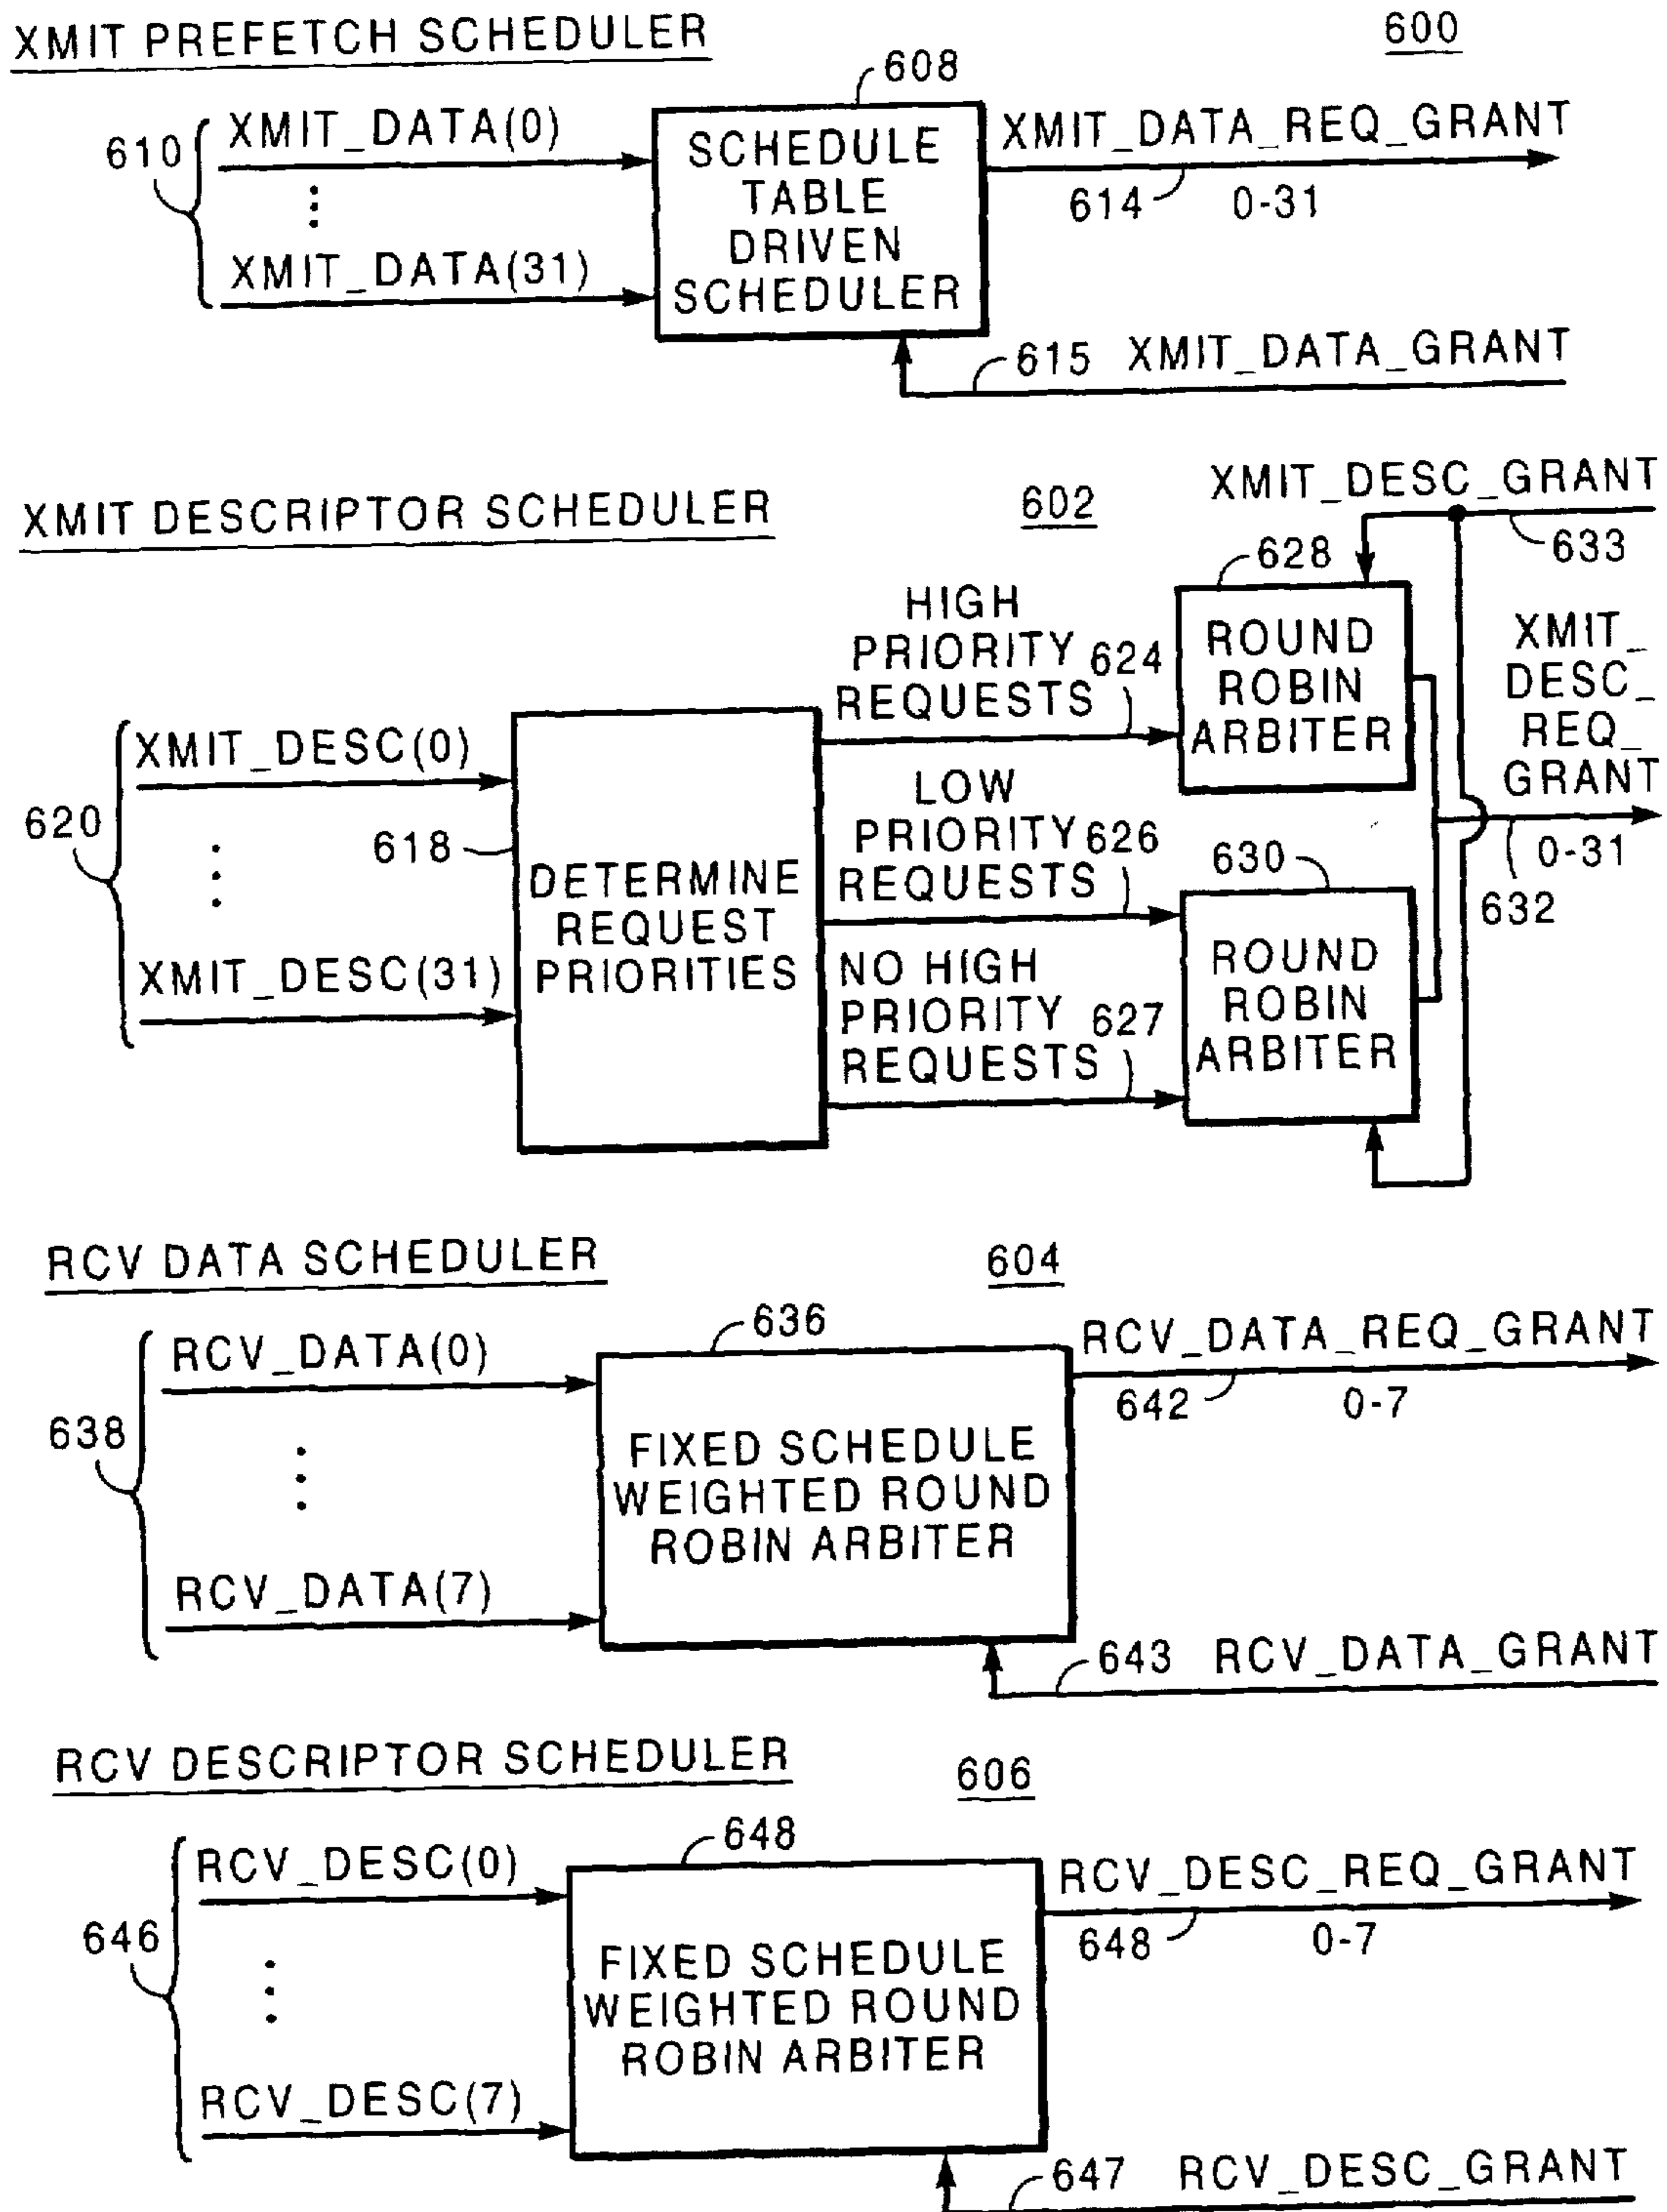 XMIT PREFETCH SCHEDULER
600
608
610
XMIT_DATA(0)
XMIT_DATA(31)
SCHEDULE
TABLE
DRIVEN
SCHEDULER
XMIT_DATA_REQ_GRANT
614
0-31
615
XMIT_DATA_GRANT
XMIT DESCRIPTOR SCHEDULER
602
XMIT_DESC_GRANT
633
628
HIGH
PRIORITY
REQUESTS
624
ROUND
ROBIN
ARBITER
XMIT_
DESC_
REQ_
GRANT
0-31
632
620
XMIT_DESC(0)
XMIT_DESC(31)
618
DETERMINE
REQUEST
PRIORITIES
LOW
PRIORITY
REQUESTS
626
NO HIGH
PRIORITY
REQUESTS
627
630
ROUND
ROBIN
ARBITER
RCV DATA SCHEDULER
604
636
638
RCV_DATA(0)
RCV_DATA(7)
FIXED SCHEDULE
WEIGHTED ROUND
ROBIN ARBITER
RCV_DATA_REQ_GRANT
642
0-7
643
RCV_DATA_GRANT
RCV DESCRIPTOR SCHEDULER
606
648
646
RCV_DESC(0)
RCV_DESC(7)
FIXED SCHEDULE
WEIGHTED ROUND
ROBIN ARBITER
RCV_DESC_REQ_GRANT
648
0-7
647
RCV_DESC_GRANT